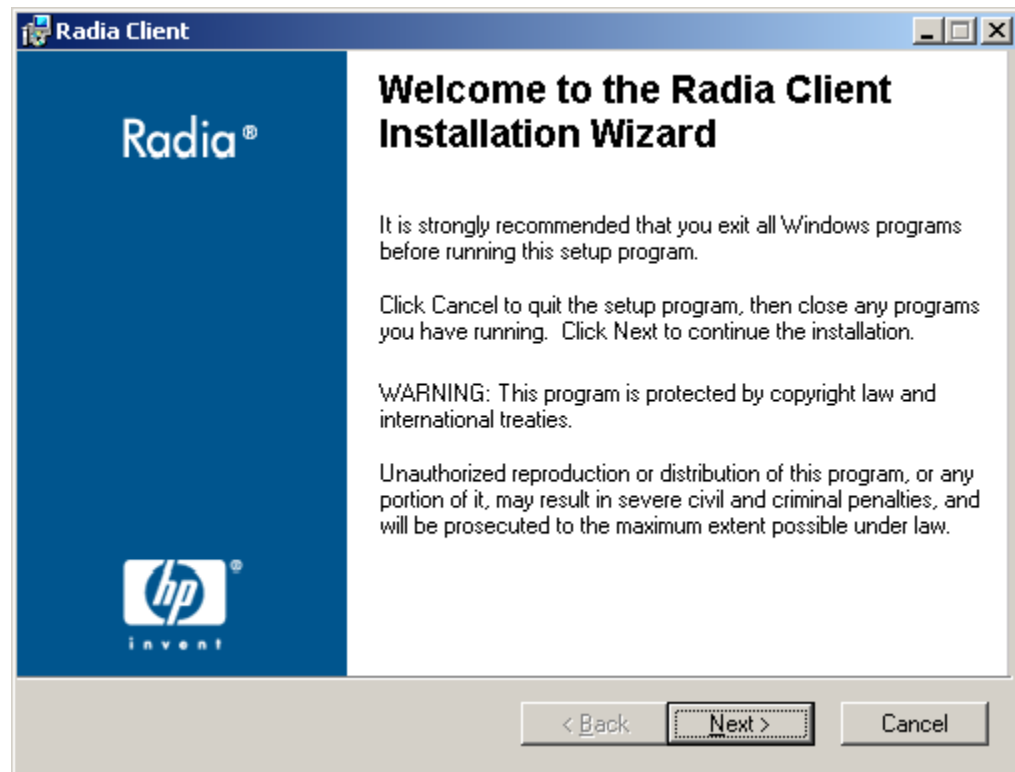 Radia Client
Radia®
Welcome to the Radia Client
Installation Wizard
It is strongly recommended that you exit all Windows programs
before running this setup program.
Click Cancel to quit the setup program, then close any programs
you have running.  Click Next to continue the installation.
WARNING: This program is protected by copyright law and
international treaties.
Unauthorized reproduction or distribution of this program, or any
portion of it, may result in severe civil and criminal penalties, and
will be prosecuted to the maximum extent possible under law.
hp®
invent
< Back
Next >
Cancel